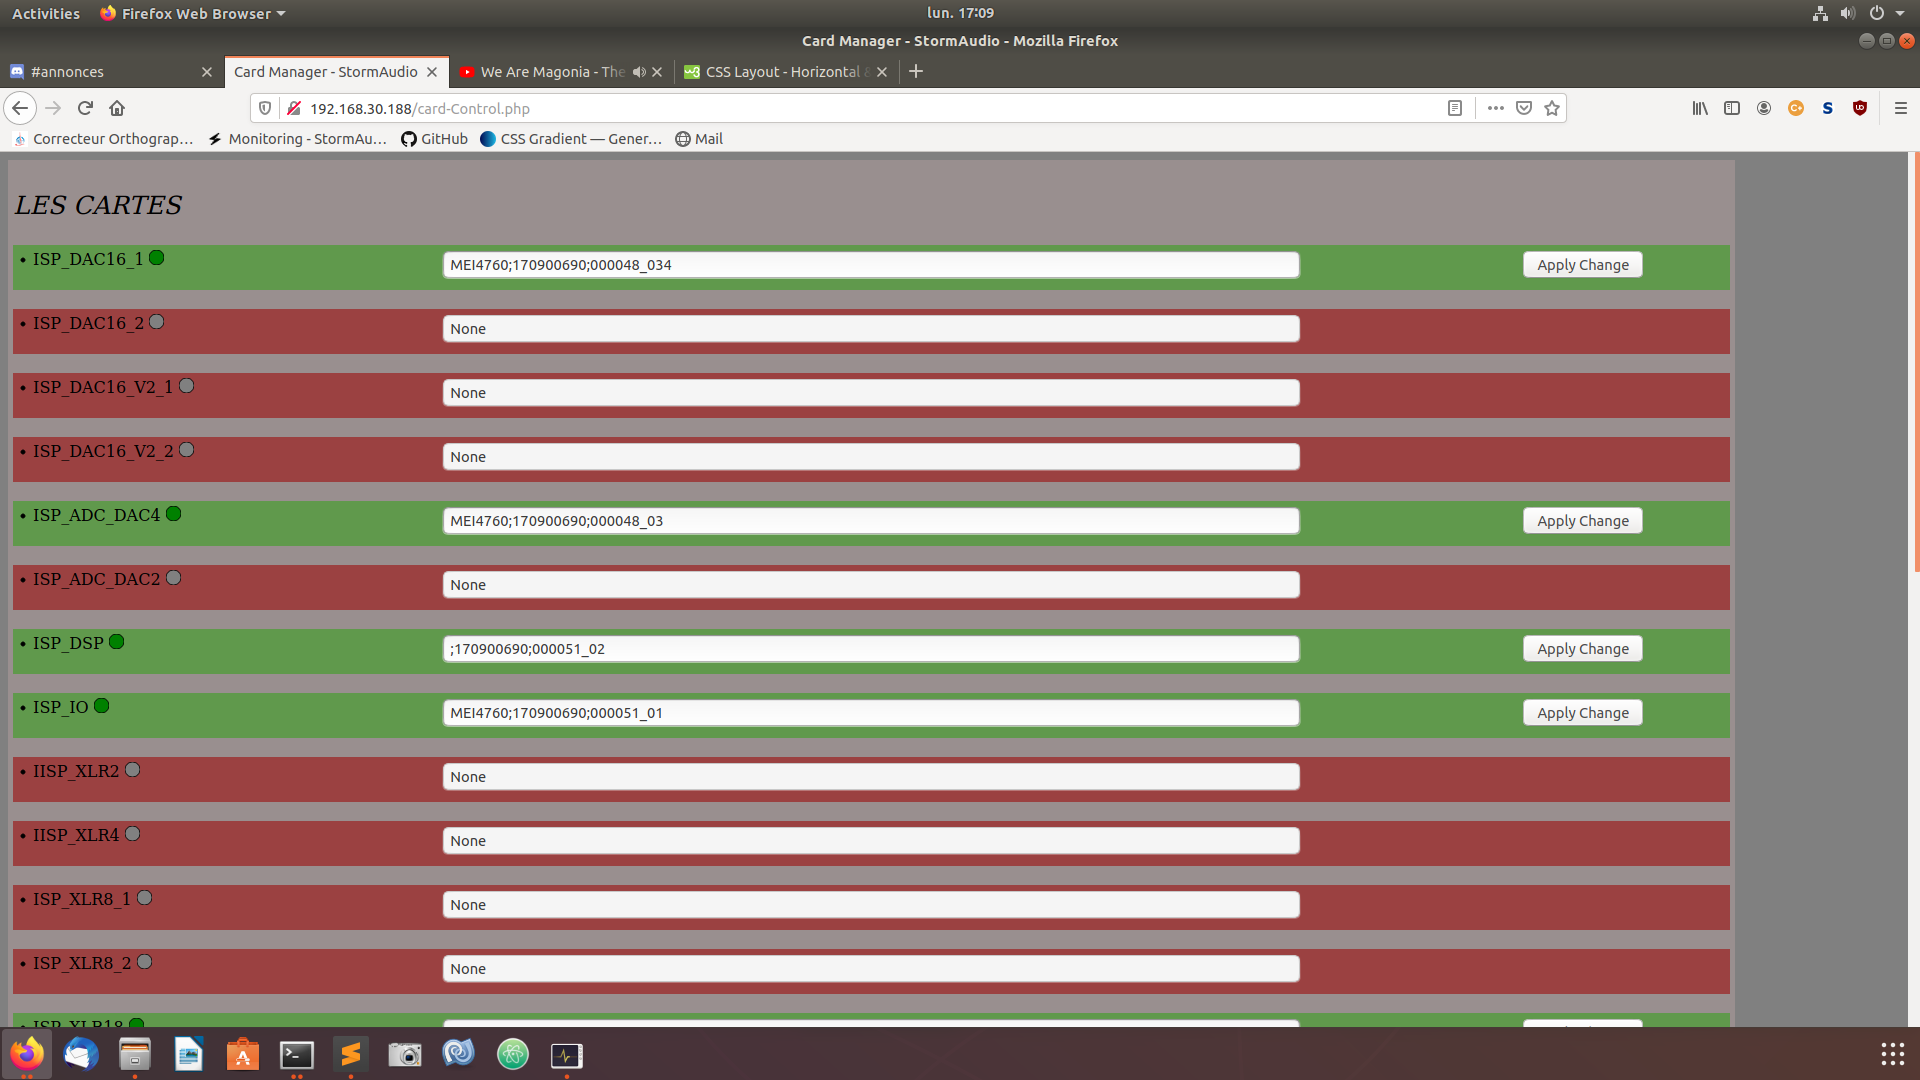 Activities Firefox Web Browser lun. 17:09
Card Manager - StormAudio - Mozilla Firefox
#annonces Card Manager - StormAudio We Are Magonia - The CSS Layout - Horizontal &
192.168.30.188/card-Control.php
Correcteur Orthograp… Monitoring - StormAu… GitHub CSS Gradient — Gener… Mail
LES CARTES
• ISP_DAC16_1 MEI4760;170900690;000048_034 Apply Change
• ISP_DAC16_2 None
• ISP_DAC16_V2_1 None
• ISP_DAC16_V2_2 None
• ISP_ADC_DAC4 MEI4760;170900690;000048_03 Apply Change
• ISP_ADC_DAC2 None
• ISP_DSP ;170900690;000051_02 Apply Change
• ISP_IO MEI4760;170900690;000051_01 Apply Change
• IISP_XLR2 None
• IISP_XLR4 None
• ISP_XLR8_1 None
• ISP_XLR8_2 None
• ISP_XLR18